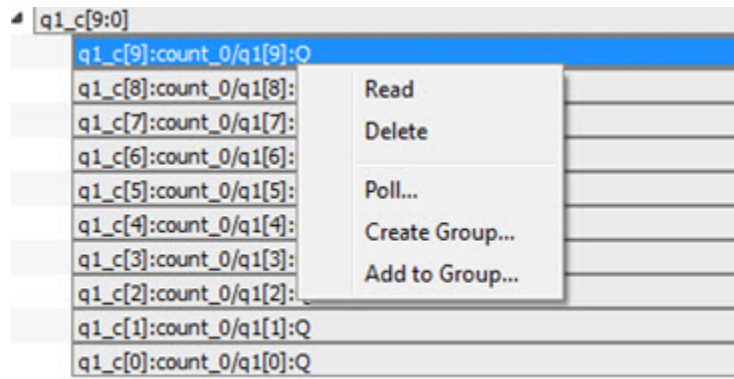 q1_c[9:0]
q1_c[9]:count_0/q1[9]:Q
q1_c[8]:count_0/q1[8]:
q1_c[7]:count_0/q1[7]:
q1_c[6]:count_0/q1[6]:
q1_c[5]:count_0/q1[5]:
q1_c[4]:count_0/q1[4]:
q1_c[3]:count_0/q1[3]:
q1_c[2]:count_0/q1[2]:
q1_c[1]:count_0/q1[1]:Q
q1_c[0]:count_0/q1[0]:Q
Read
Delete
Poll...
Create Group...
Add to Group...